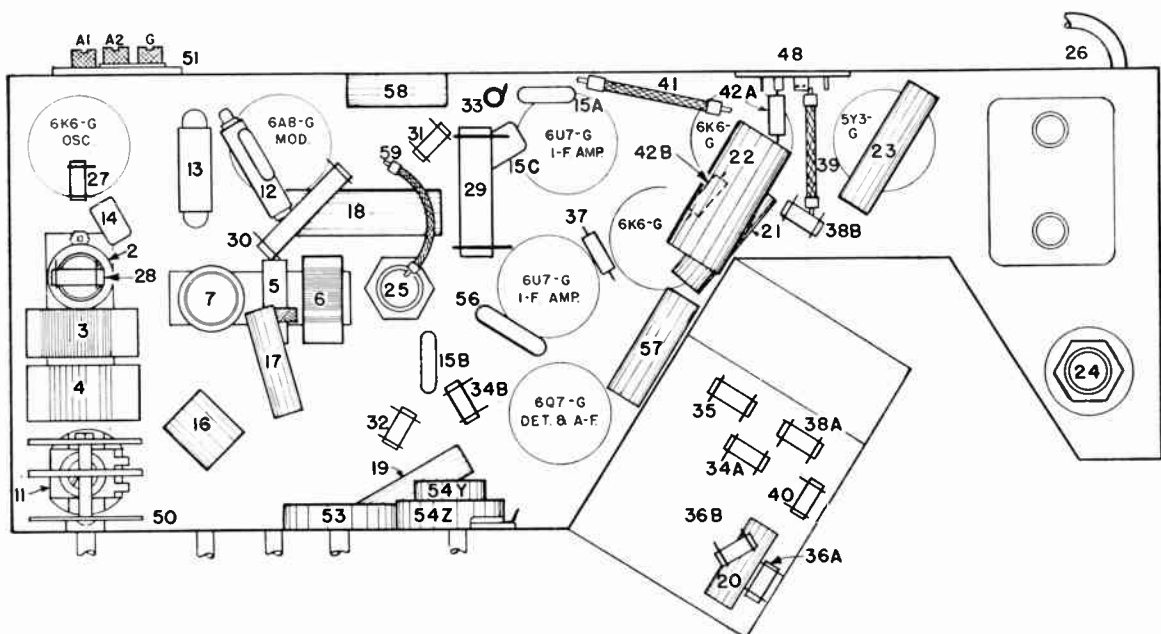 A1 A2 G
51
58
33
15A
41
48
42A
26
6K6-G
OSC.
27
14
13
6A8-G
MOD.
12
59
31
29
15C
6U7-G
I-F AMP.
6K6-
G
22
39
5Y3-
G
23
42B
30
18
37
6K6-G
21
38B
2
28
7
5
6
25
6U7-G
I-F AMP.
3
56
57
24
17
15B
4
34B
16
32
6Q7-G
DET. & A-F.
35
38A
34A
19
54Y
11
50
53
54Z
40
36B
36A
20